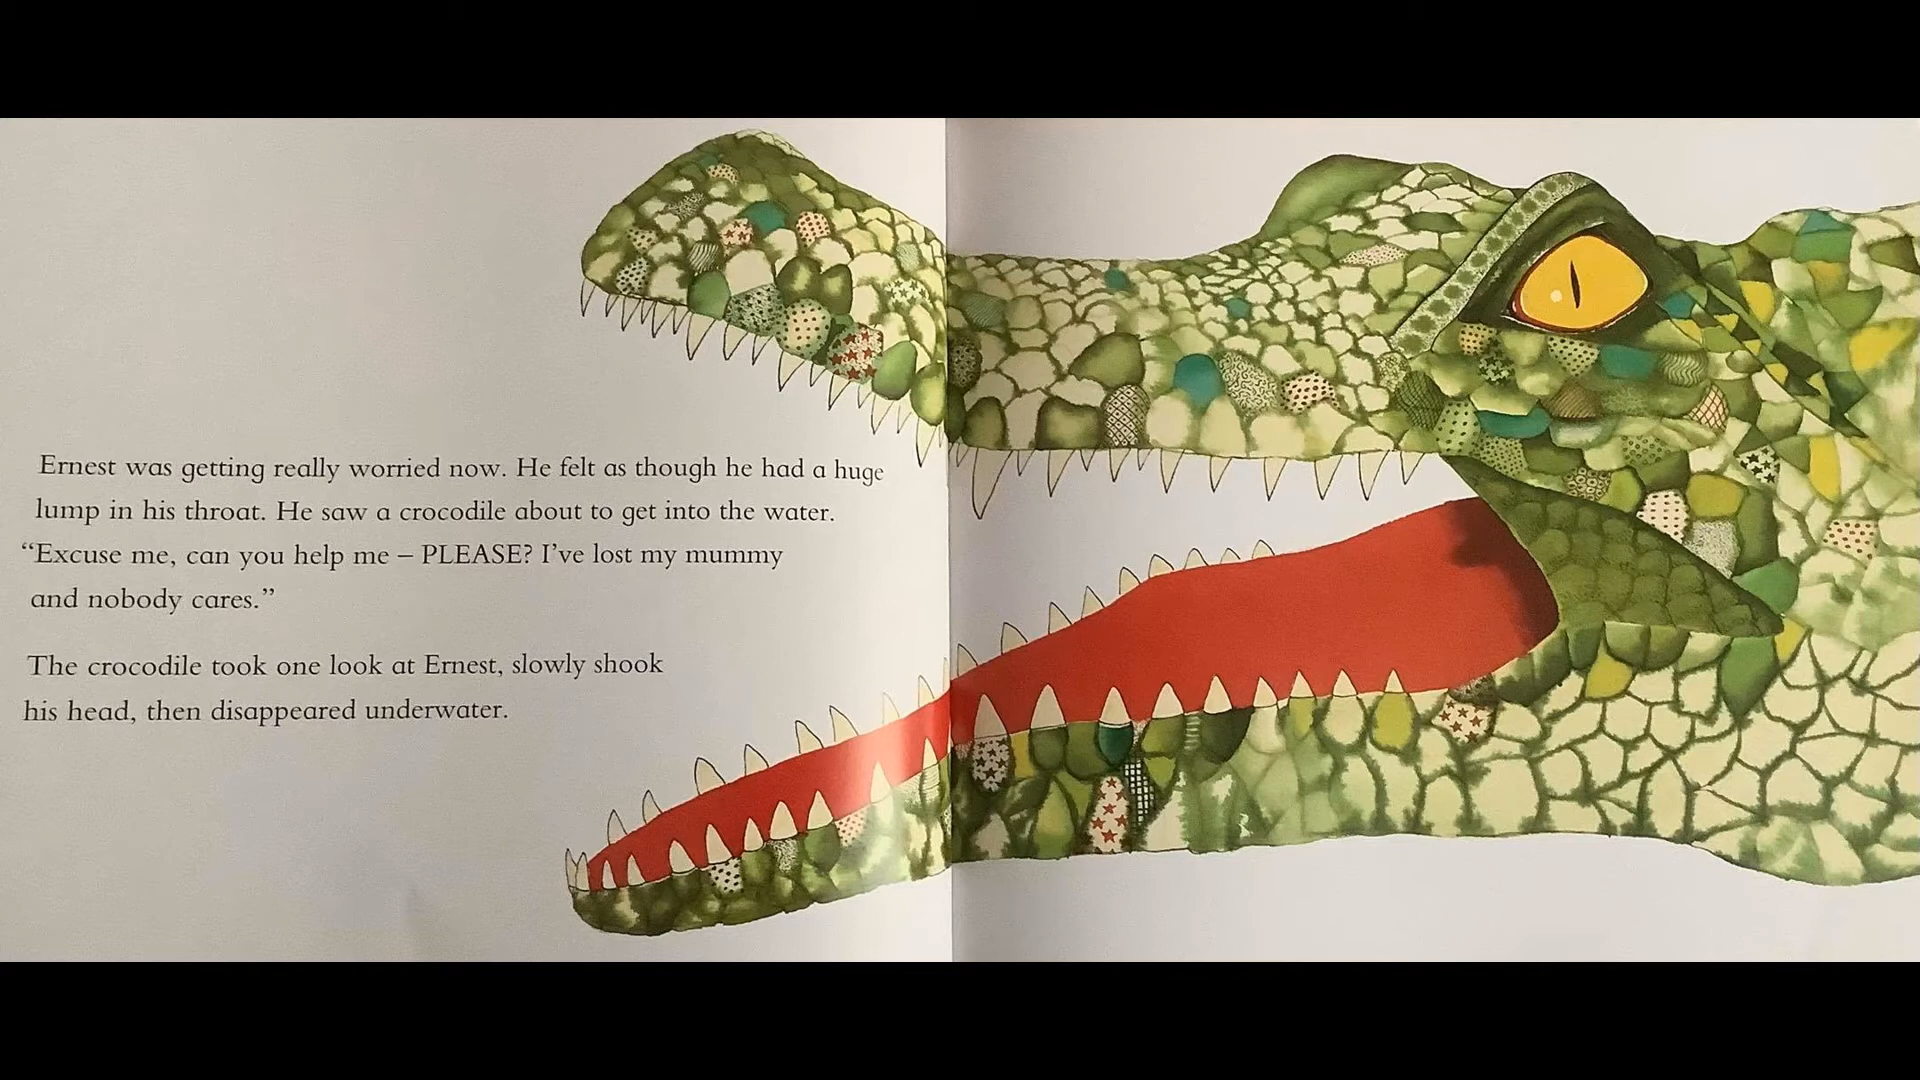 Ernest was getting really worried now. He felt as though he had a huge
lump in his throat. He saw a crocodile about to get into the water.
“Excuse me, can you help me – PLEASE? I’ve lost my mummy
and nobody cares.”
The crocodile took one look at Ernest, slowly shook
his head, then disappeared underwater.